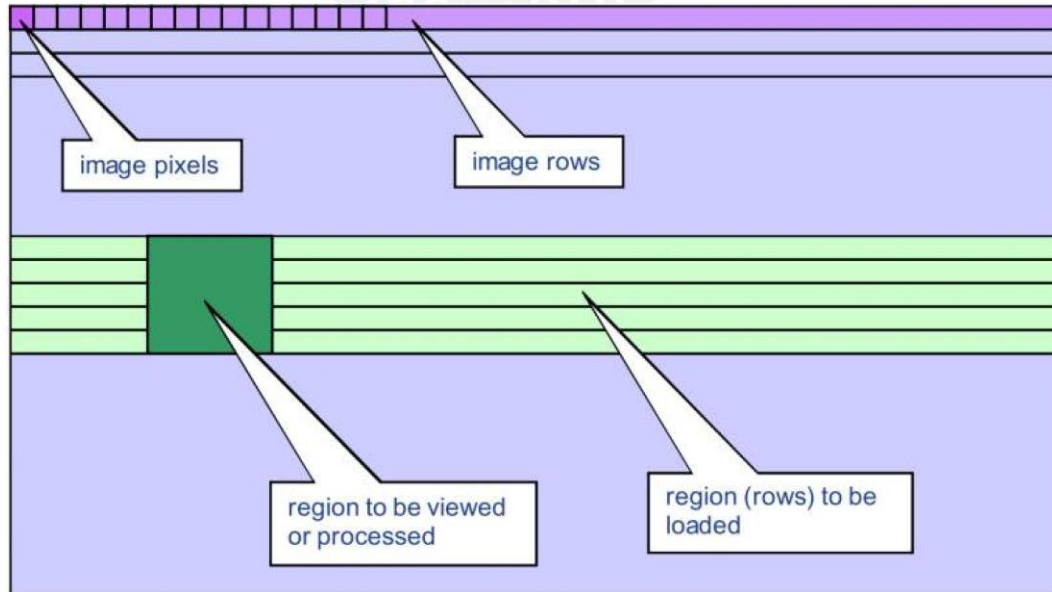 image pixels
image rows
region to be viewed
or processed
region (rows) to be
loaded